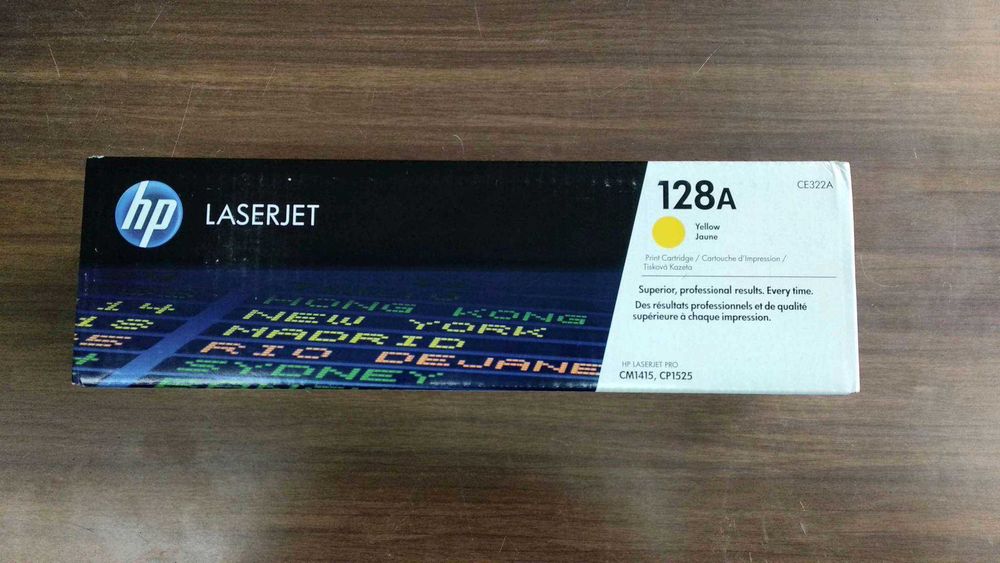 hp
LASERJET
HONG KONG
14
NEW YORK
MADRID
RIO DEJANE
SYDNEY
128A
CE322A
Yellow
Jaune
Print Cartridge / Cartouche d'Impression /
Tisková Kazeta
Superior, professional results. Every time.
Des résultats professionnels et de qualité
supérieure à chaque impression.
HP LASERJET PRO
CM1415, CP1525